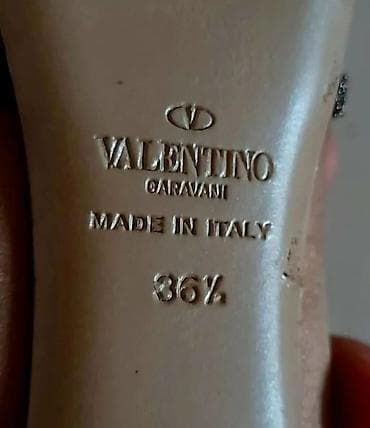 V
VALENTINO
GARAVANI
MADE IN ITALY
36½